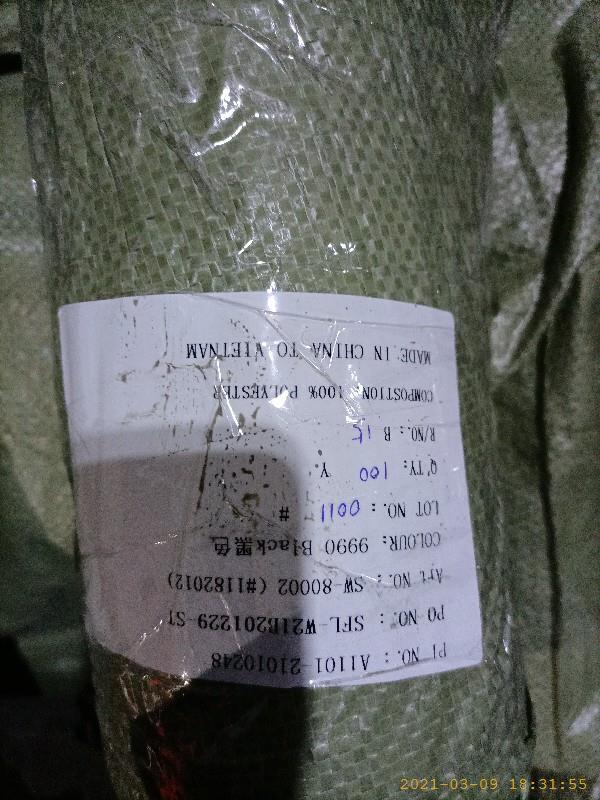 PI NO. : A1101-21010248
PO NO. : SFL-W21B201229-S1
Art NO. : SW-80002 (#1182012)
COLOUR: 9990 Black黑色
LOT NO. : 0011 #
Q'TY: 100 Y
R/NO.: B 15
COMPOSTION: 100% POLYESTER
MADE IN CHINA TO VIETNAM
2021-03-09 18:31:55